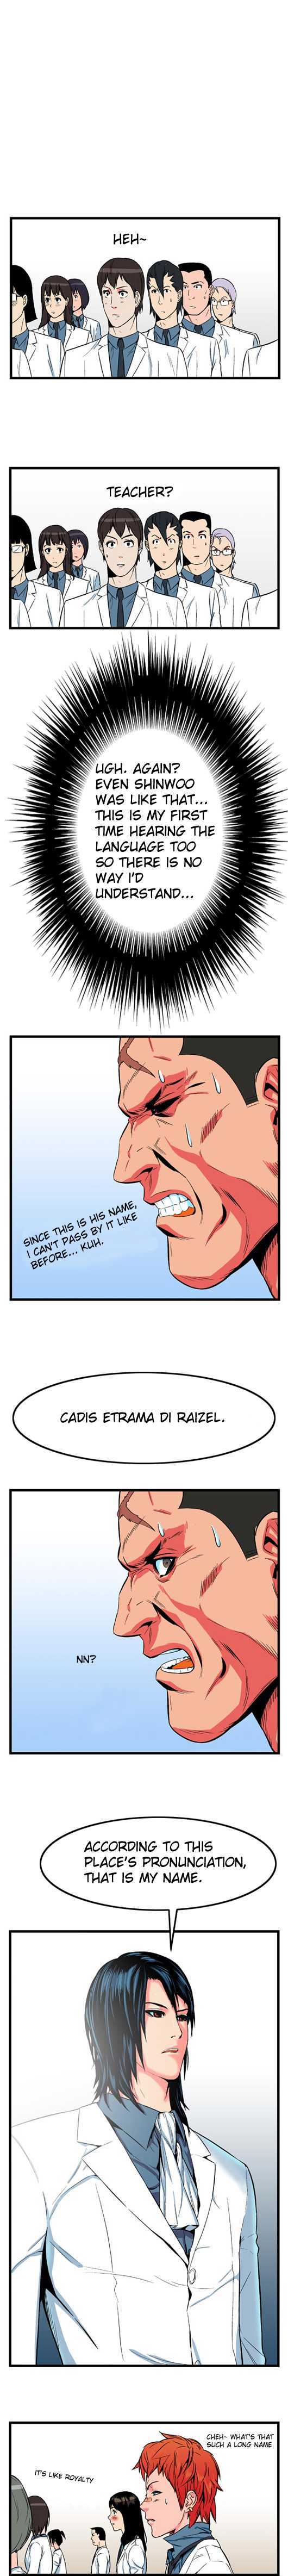 HEH~
TEACHER?
UGH. AGAIN?
EVEN SHINWOO
WAS LIKE THAT...
THIS IS MY FIRST
TIME HEARING THE
LANGUAGE TOO
SO THERE IS NO
WAY I'D
UNDERSTAND...
SINCE THIS IS HIS NAME,
I CAN'T PASS BY IT LIKE
BEFORE... KUH.
CADIS ETRAMA DI RAIZEL.
NN?
ACCORDING TO THIS
PLACE'S PRONUNCIATION,
THAT IS MY NAME.
CHEH~ WHAT'S THAT
SUCH A LONG NAME
IT'S LIKE ROYALTY